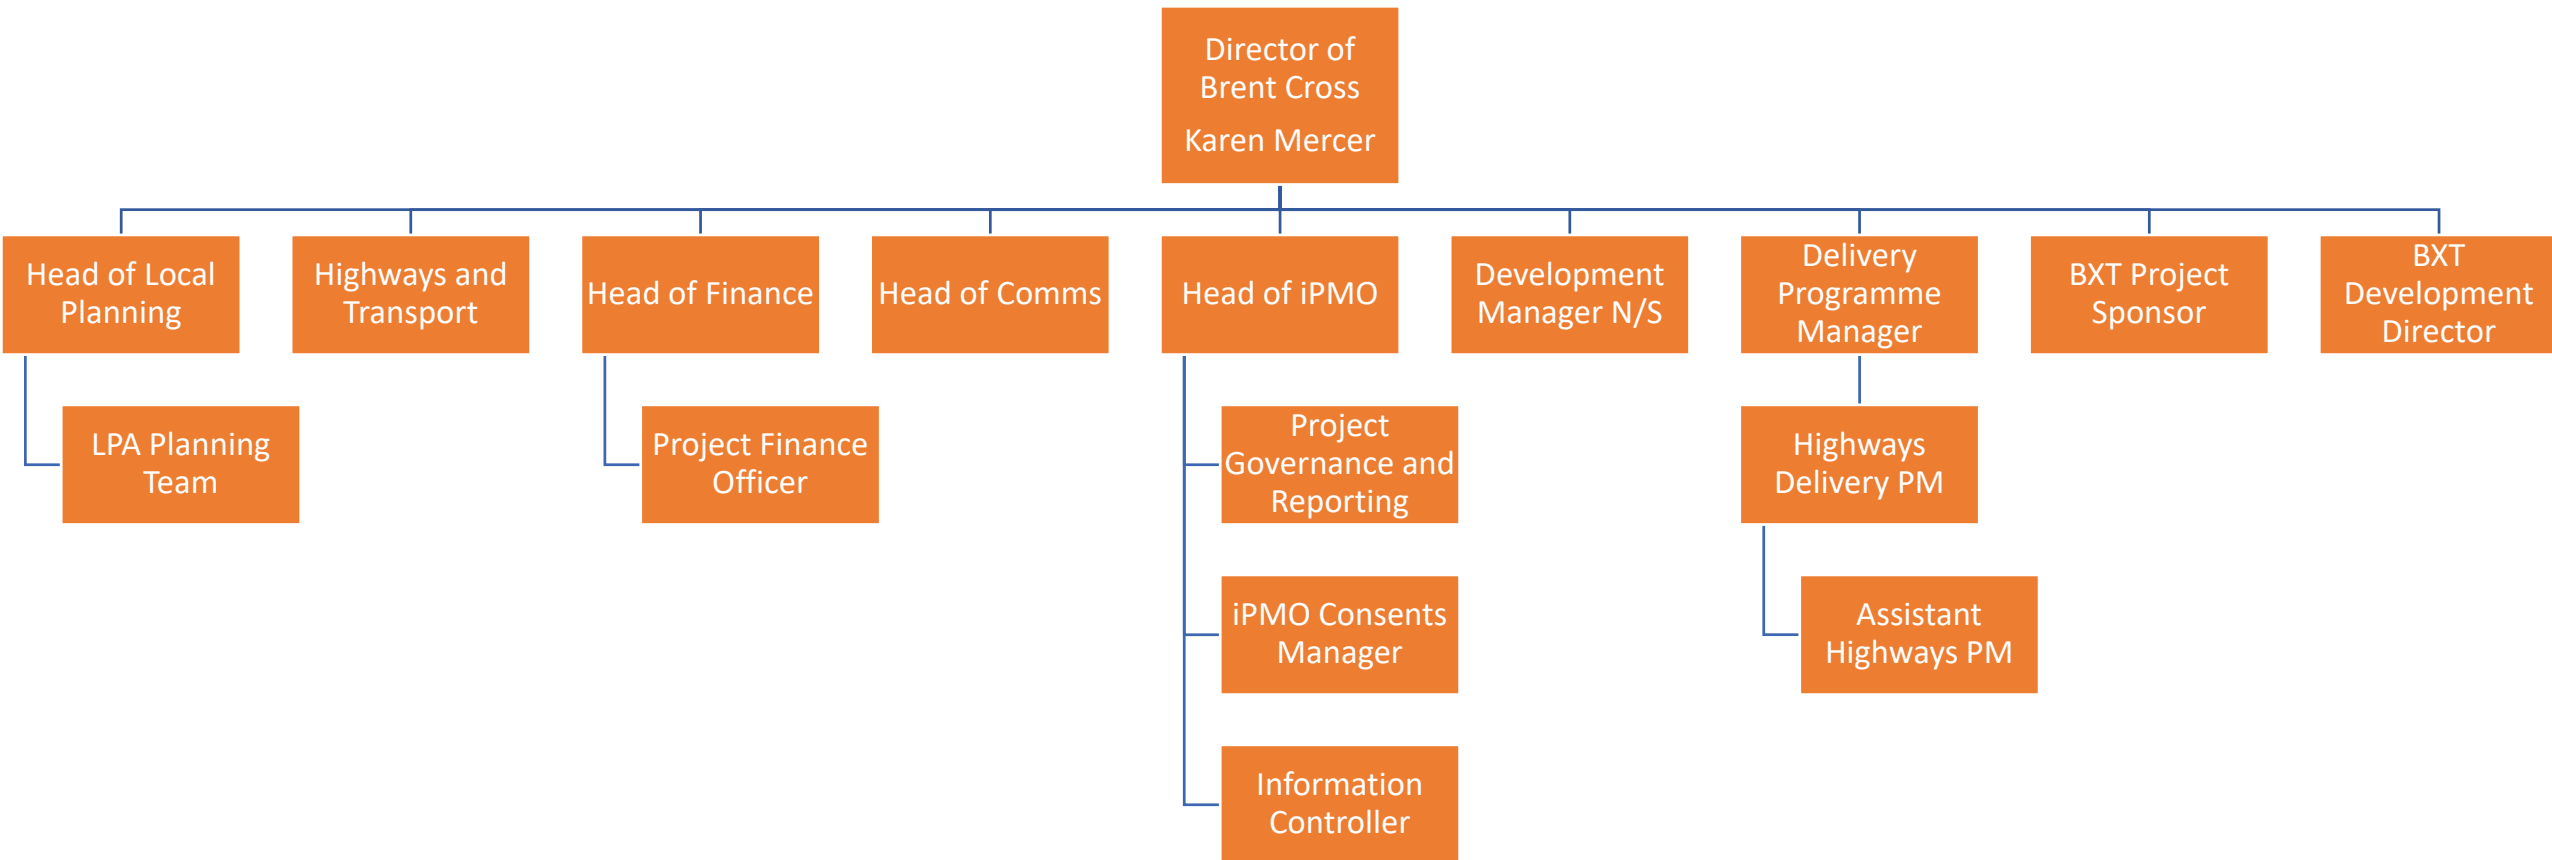 Director of
Brent Cross
Karen Mercer
Head of Local
Planning
Highways and
Transport
Head of Finance
Head of Comms
Head of iPMO
Development
Manager N/S
Delivery
Programme
Manager
BXT Project
Sponsor
BXT
Development
Director
LPA Planning
Team
Project Finance
Officer
Project
Governance and
Reporting
Highways
Delivery PM
iPMO Consents
Manager
Assistant
Highways PM
Information
Controller